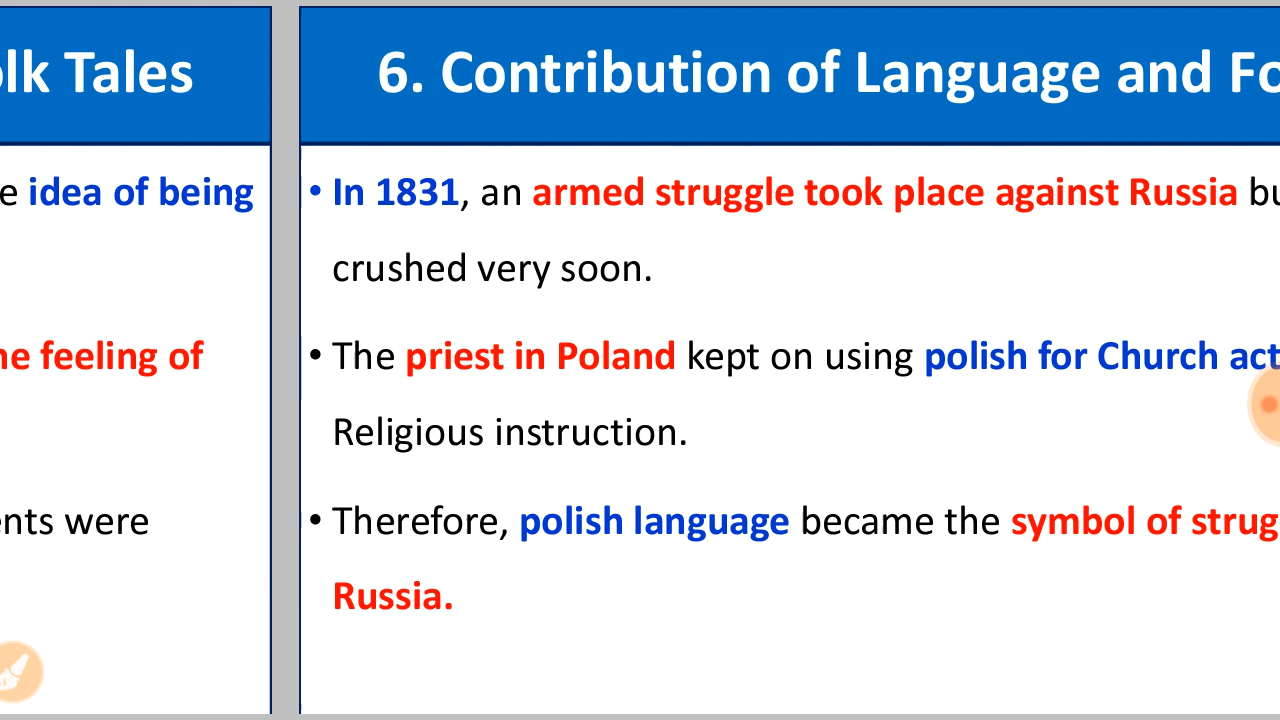 olk Tales
e idea of being
he feeling of
ents were
6. Contribution of Language and Fo
• In 1831, an armed struggle took place against Russia bu
crushed very soon.
• The priest in Poland kept on using polish for Church act
Religious instruction.
• Therefore, polish language became the symbol of strug
Russia.